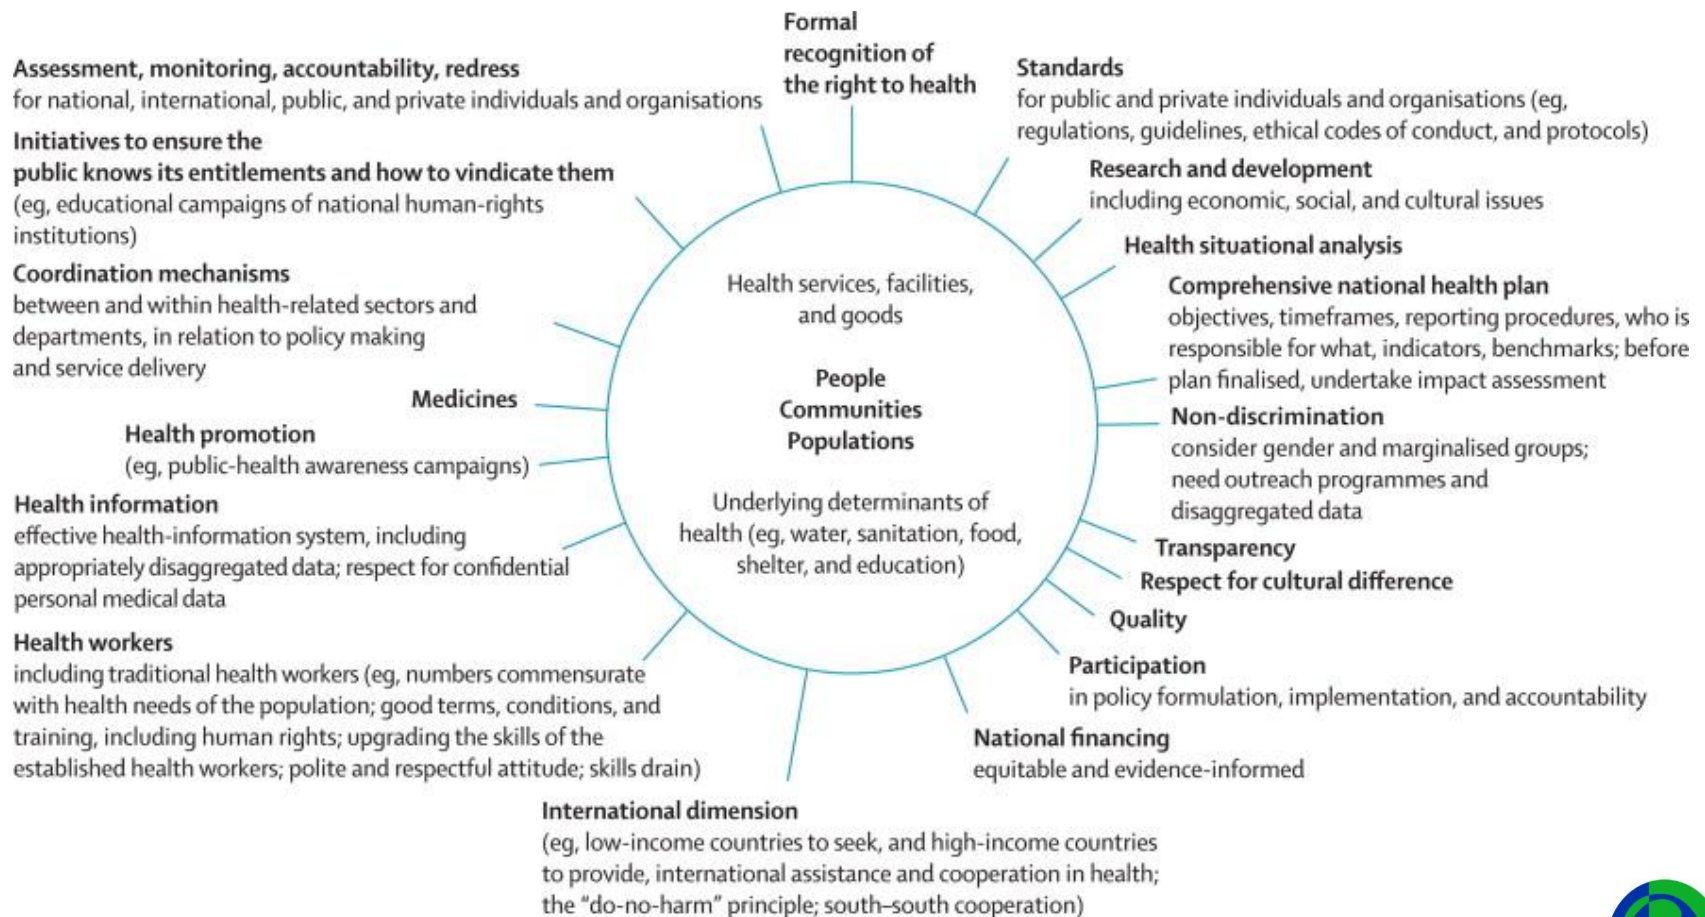 Formal
recognition of
the right to health
Standards
for public and private individuals and organisations (eg,
regulations, guidelines, ethical codes of conduct, and protocols)
Research and development
including economic, social, and cultural issues
Health situational analysis
Comprehensive national health plan
objectives, timeframes, reporting procedures, who is
responsible for what, indicators, benchmarks; before
plan finalised, undertake impact assessment
Non-discrimination
consider gender and marginalised groups;
need outreach programmes and
disaggregated data
Transparency
Respect for cultural difference
Quality
Participation
in policy formulation, implementation, and accountability
National financing
equitable and evidence-informed
International dimension
(eg, low-income countries to seek, and high-income countries
to provide, international assistance and cooperation in health;
the “do-no-harm” principle; south–south cooperation)
Health workers
including traditional health workers (eg, numbers commensurate
with health needs of the population; good terms, conditions, and
training, including human rights; upgrading the skills of the
established health workers; polite and respectful attitude; skills drain)
Health information
effective health-information system, including
appropriately disaggregated data; respect for confidential
personal medical data
Health promotion
(eg, public-health awareness campaigns)
Medicines
Coordination mechanisms
between and within health-related sectors and
departments, in relation to policy making
and service delivery
Initiatives to ensure the
public knows its entitlements and how to vindicate them
(eg, educational campaigns of national human-rights
institutions)
Assessment, monitoring, accountability, redress
for national, international, public, and private individuals and organisations
Health services, facilities,
and goods
People
Communities
Populations
Underlying determinants of
health (eg, water, sanitation, food,
shelter, and education)